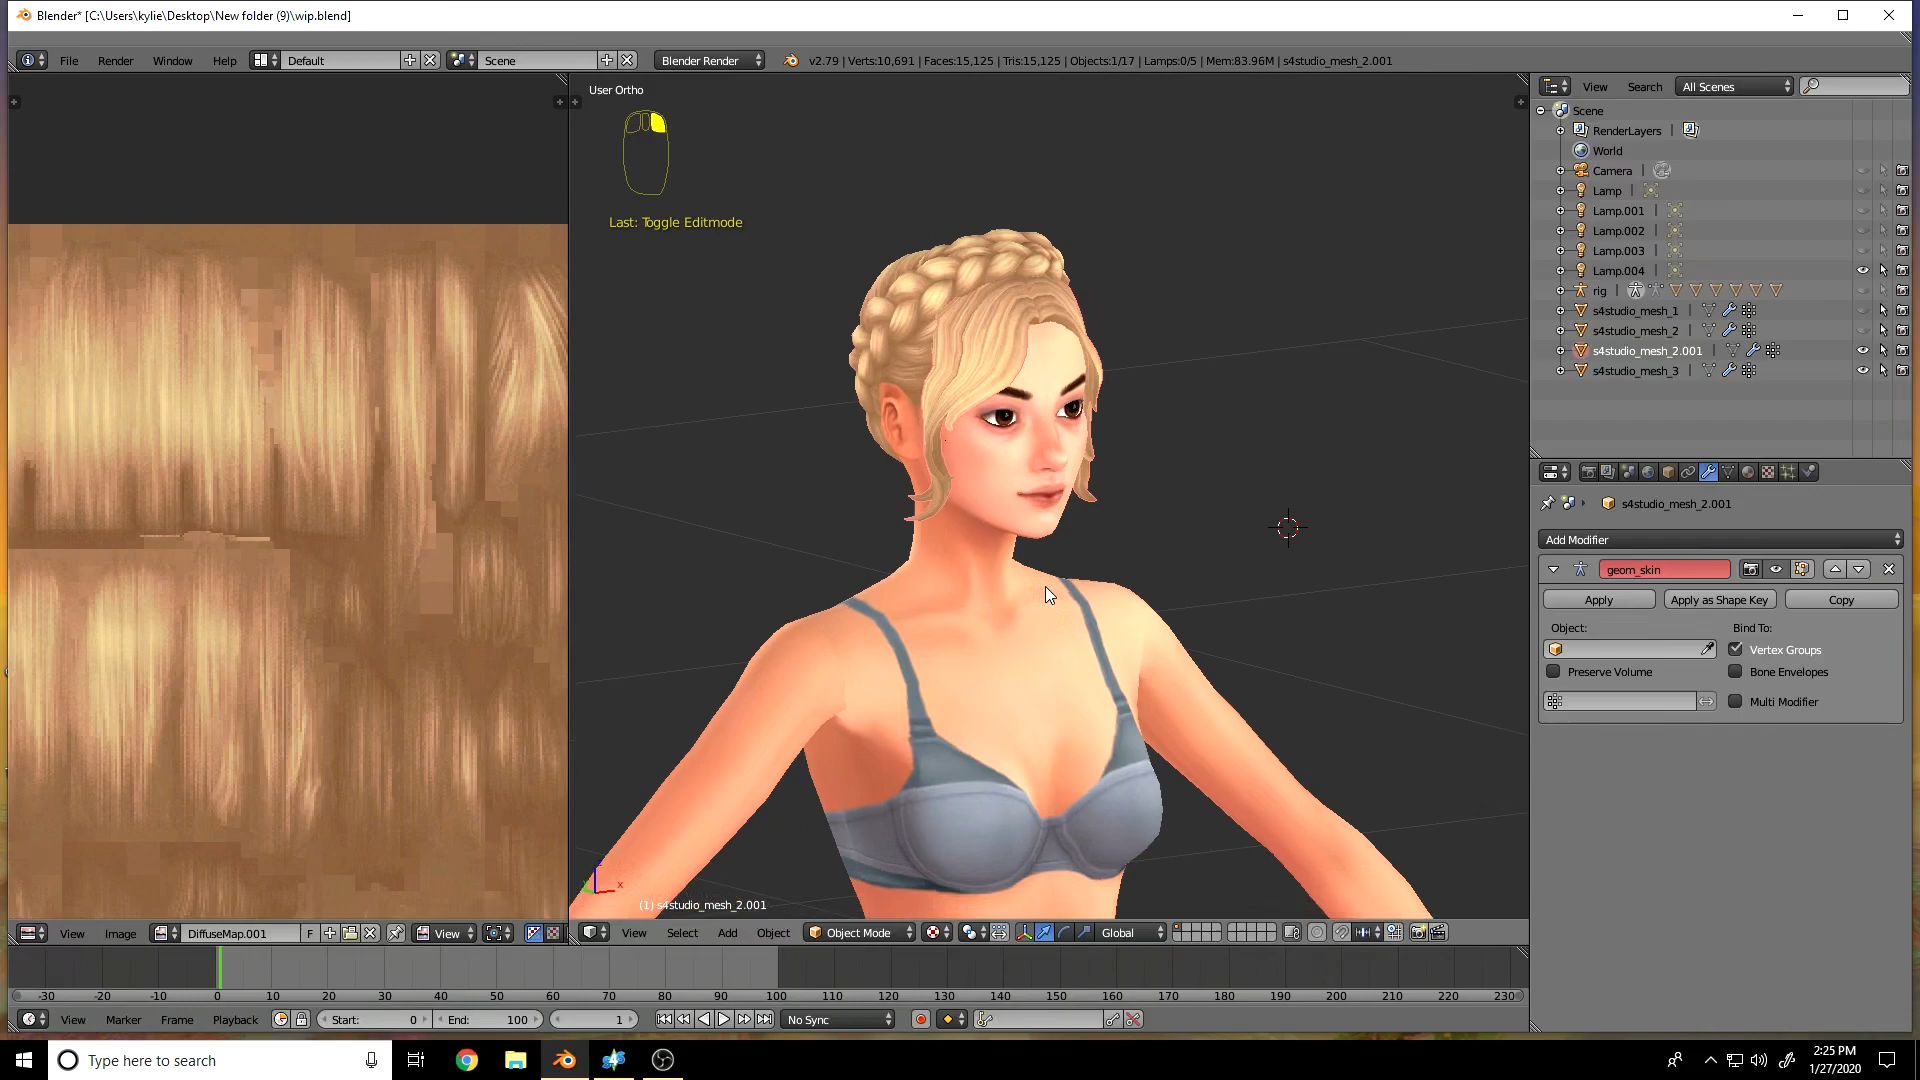 Blender* [C:\Users\kylie\Desktop\New folder (9)\wip.blend]
File Render Window Help Default Scene Blender Render v2.79 | Verts:10,691 | Faces:15,125 | Tris:15,125 | Objects:1/17 | Lamps:0/5 | Mem:83.96M | s4studio_mesh_2.001
User Ortho
Last: Toggle Editmode
(1) s4studio_mesh_2.001
View Search All Scenes
Scene
RenderLayers
World
Camera
Lamp
Lamp.001
Lamp.002
Lamp.003
Lamp.004
rig
s4studio_mesh_1
s4studio_mesh_2
s4studio_mesh_2.001
s4studio_mesh_3
s4studio_mesh_2.001
Add Modifier
geom_skin
Apply Apply as Shape Key Copy
Object: Bind To:
Vertex Groups
Preserve Volume Bone Envelopes
Multi Modifier
View Image DiffuseMap.001 F View
View Select Add Object Object Mode Global
-30 -20 -10 0 10 20 30 40 50 60 70 80 90 100 110 120 130 140 150 160 170 180 190 200 210 220 230
View Marker Frame Playback Start: 0 End: 100 1 No Sync
Type here to search
2:25 PM
1/27/2020
x